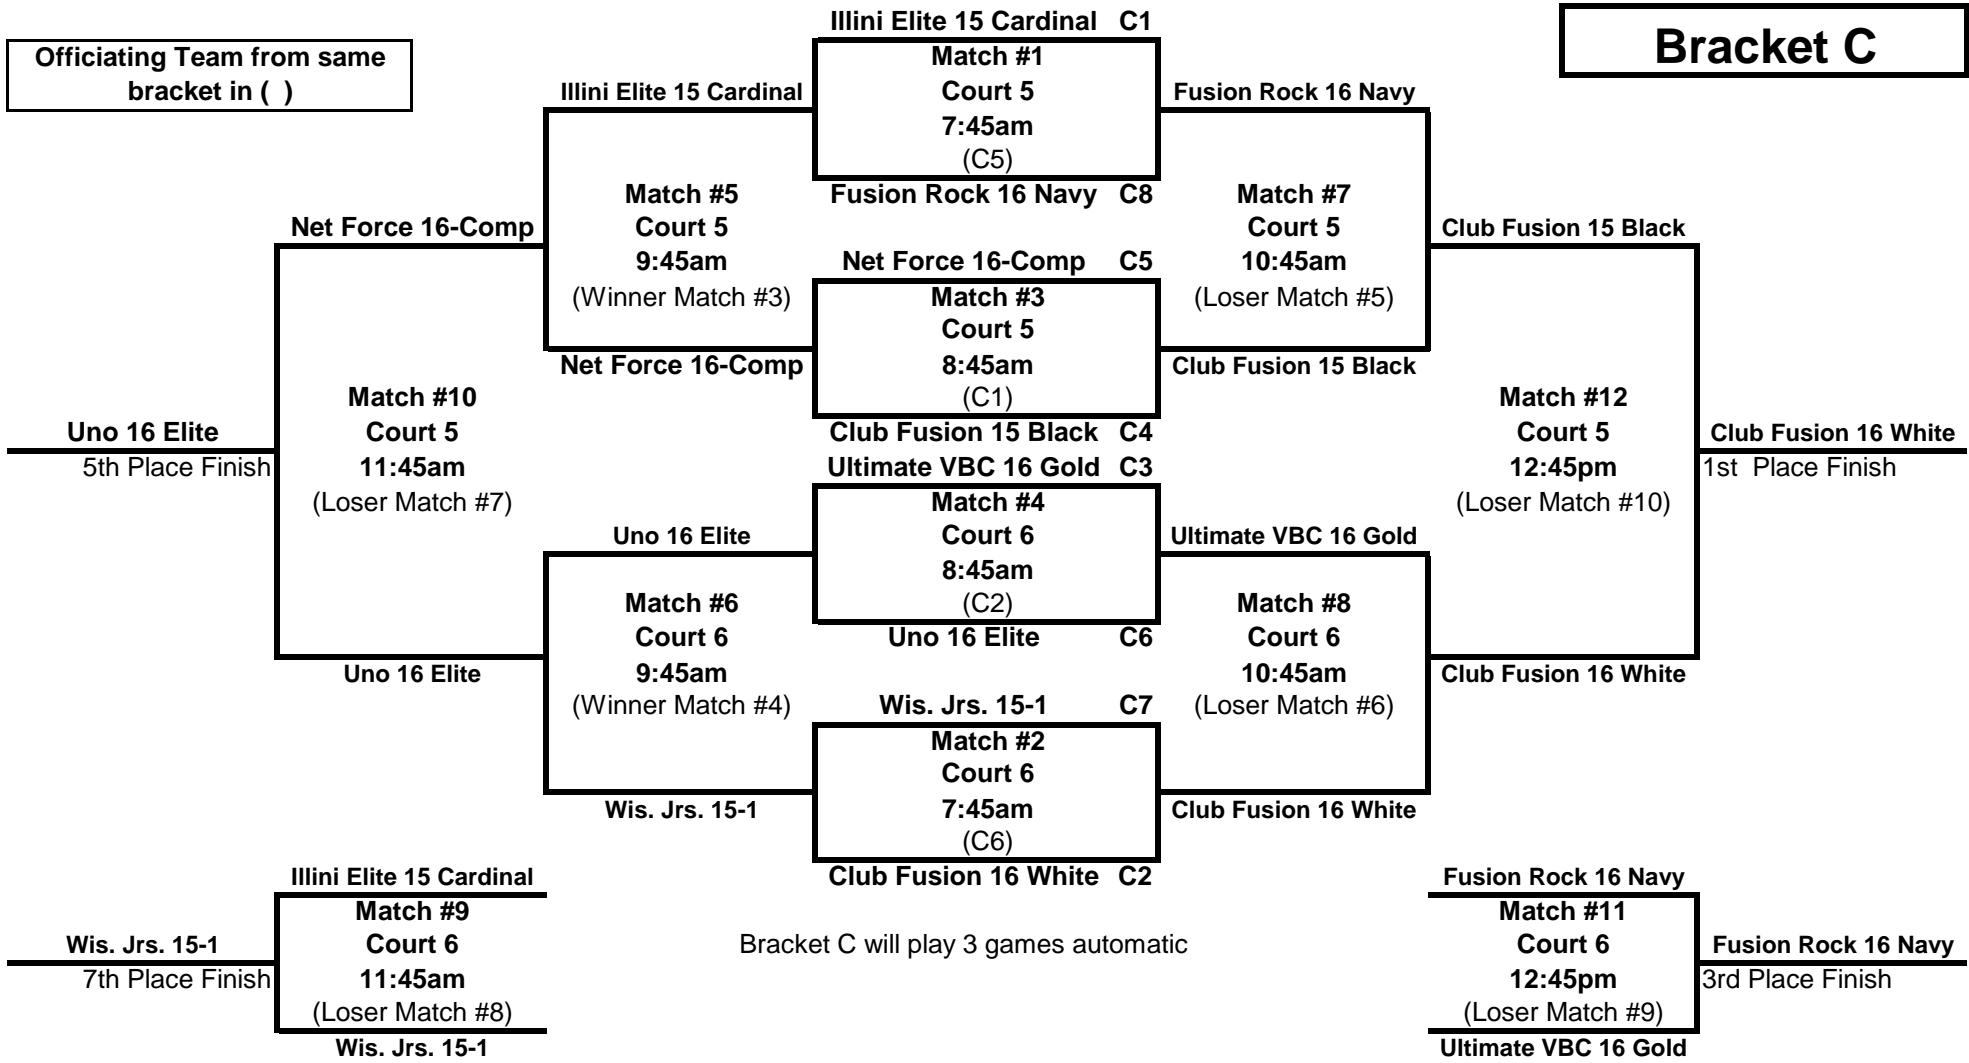 Illini Elite 15 Cardinal C1
Bracket C
Officiating Team from same
bracket in ( )
Match #1
Court 5
7:45am
(C5)
Illini Elite 15 Cardinal
Fusion Rock 16 Navy
Fusion Rock 16 Navy C8
Match #5
Court 5
9:45am
(Winner Match #3)
Match #7
Court 5
10:45am
(Loser Match #5)
Net Force 16-Comp
Club Fusion 15 Black
Net Force 16-Comp C5
Match #3
Court 5
8:45am
(C1)
Net Force 16-Comp
Club Fusion 15 Black
Club Fusion 15 Black C4
Match #10
Court 5
11:45am
(Loser Match #7)
Match #12
Court 5
12:45pm
(Loser Match #10)
Uno 16 Elite
5th Place Finish
Club Fusion 16 White
1st Place Finish
Ultimate VBC 16 Gold C3
Match #4
Court 6
8:45am
(C2)
Uno 16 Elite
Ultimate VBC 16 Gold
Uno 16 Elite C6
Match #6
Court 6
9:45am
(Winner Match #4)
Match #8
Court 6
10:45am
(Loser Match #6)
Uno 16 Elite
Club Fusion 16 White
Wis. Jrs. 15-1 C7
Match #2
Court 6
7:45am
(C6)
Wis. Jrs. 15-1
Club Fusion 16 White
Club Fusion 16 White C2
Illini Elite 15 Cardinal
Match #9
Court 6
11:45am
(Loser Match #8)
Wis. Jrs. 15-1
Wis. Jrs. 15-1
7th Place Finish
Bracket C will play 3 games automatic
Fusion Rock 16 Navy
Match #11
Court 6
12:45pm
(Loser Match #9)
Ultimate VBC 16 Gold
Fusion Rock 16 Navy
3rd Place Finish